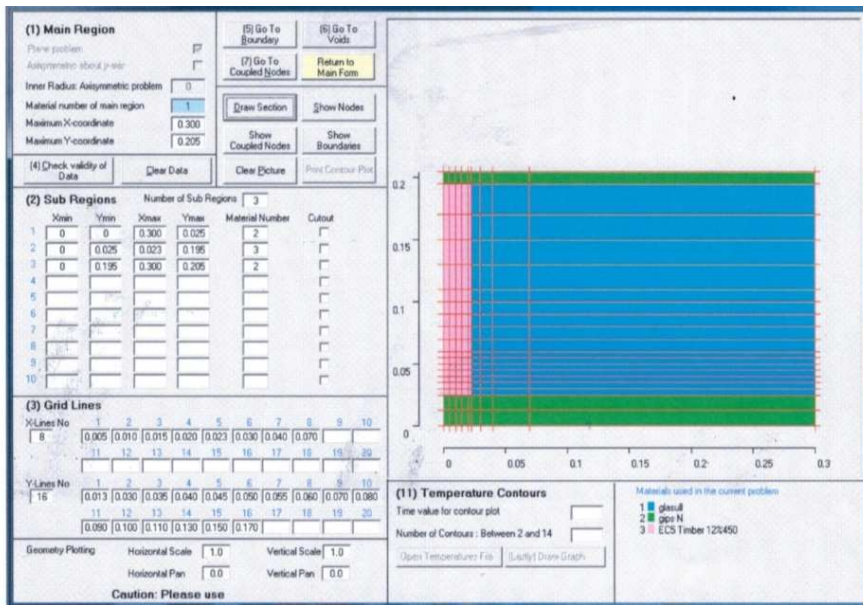 (1) Main Region
Plane problem
Axisymmetric about y-axis
Inner Radius: Axisymmetric problem 0
Material number of main region 1
Maximum X-coordinate 0.300
Maximum Y-coordinate 0.205
(5) Go To Boundary
(6) Go To Voids
(7) Go To Coupled Nodes
Return to Main Form
Draw Section
Show Nodes
Show Coupled Nodes
Show Boundaries
(4) Check validity of Data
Clear Data
Clear Picture
Print Contour Plot
(2) Sub Regions Number of Sub Regions 3
Xmin Ymin Xmax Ymax Material Number Cutout
1 0 0 0.300 0.025 2
2 0 0.025 0.023 0.195 3
3 0 0.195 0.300 0.205 2
4
5
6
7
8
9
10
(3) Grid Lines
X-Lines No 1 2 3 4 5 6 7 8 9 10
8 0.005 0.010 0.015 0.020 0.023 0.030 0.040 0.070
11 12 13 14 15 16 17 18 19 20
Y-Lines No 1 2 3 4 5 6 7 8 9 10
16 0.013 0.030 0.035 0.040 0.045 0.050 0.055 0.060 0.070 0.080
11 12 13 14 15 16 17 18 19 20
0.090 0.100 0.110 0.130 0.150 0.170
Geometry Plotting Horizontal Scale 1.0 Vertical Scale 1.0
Horizontal Pan 0.0 Vertical Pan 0.0
Caution: Please use
0.2
0.15
0.1
0.05
0
0 0.05 0.1 0.15 0.2 0.25 0.3
(11) Temperature Contours
Time value for contour plot
Number of Contours : Between 2 and 14
Open Temperatures File
(Lastly) Draw Graph
Materials used in the current problem
1 glasull
2 gips N
3 EC5 Timber 12%450